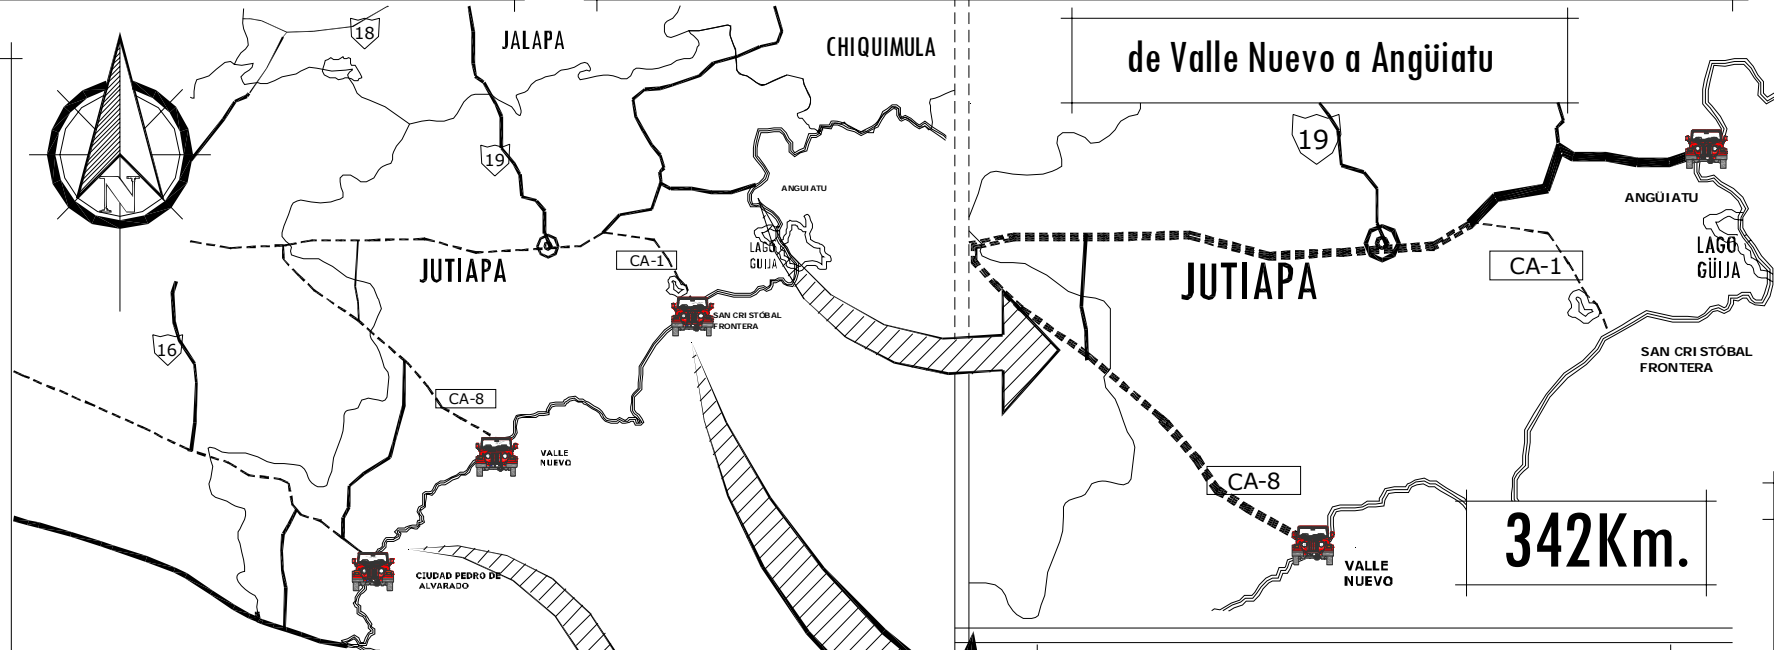 18
JALAPA
CHIQUIMULA
19
N
ANGUIATU
LAGO
GUIJA
CA-1
JUTIAPA
SAN CRISTÓBAL
FRONTERA
16
CA-8
VALLE
NUEVO
CIUDAD PEDRO DE
ALVARADO
de Valle Nuevo a Angüiatu
19
ANGÜIATU
LAGO
GÜIJA
CA-1
JUTIAPA
SAN CRISTÓBAL
FRONTERA
CA-8
VALLE
NUEVO
342Km.